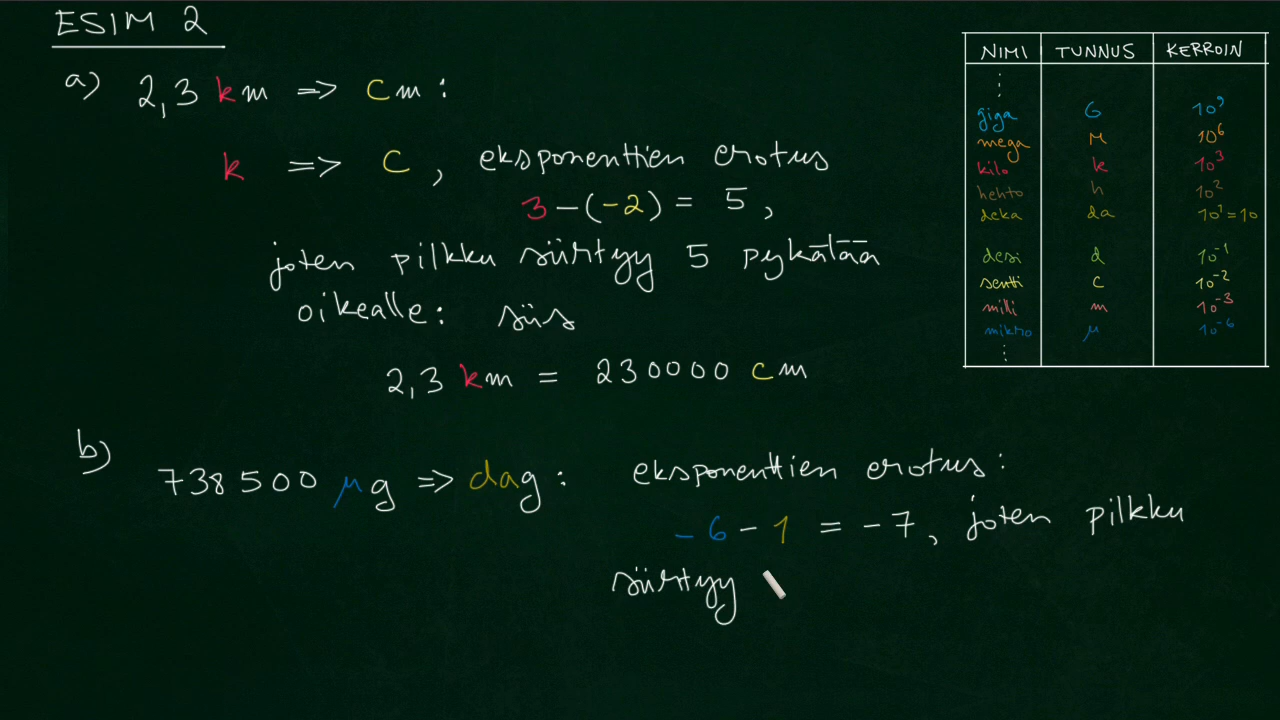 ESIM 2
a) 2,3 km => cm:
k => c, eksponenttien erotus
3-(-2) = 5,
joten pilkku siirtyy 5 pykälää
oikealle: siis
2,3 km = 230000 cm
b) 738500 μg => dag: eksponenttien erotus:
-6-1 = -7, joten pilkku
siirtyy
NIMI TUNNUS KERROIN
⋮
giga G 10⁹
mega M 10⁶
kilo k 10³
hehto h 10²
deka da 10¹=10
desi d 10⁻¹
sentti c 10⁻²
milli m 10⁻³
mikro μ 10⁻⁶
⋮